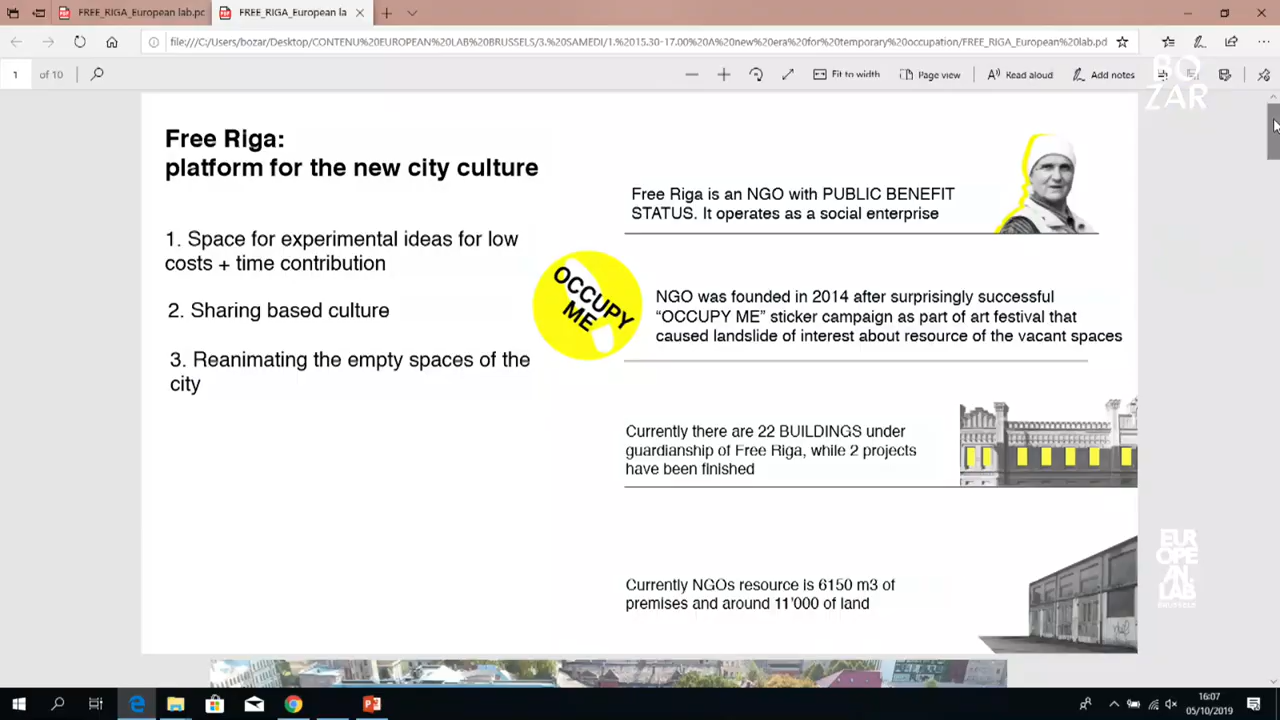 FREE_RIGA_European lab.pc
FREE_RIGA_European la
file:///C:/Users/bozar/Desktop/CONTENU%20EUROPEAN%20LAB%20BRUSSELS/3.%20SAMEDI/1.%2015.30-17.00%20A%20new%20era%20for%20temporary%20occupation/FREE_RIGA_European%20lab.pd
1
of 10
Fit to width
Page view
Read aloud
Add notes
BO
ZAR
Free Riga:
platform for the new city culture
1. Space for experimental ideas for low
costs + time contribution
2. Sharing based culture
3. Reanimating the empty spaces of the
city
Free Riga is an NGO with PUBLIC BENEFIT
STATUS. It operates as a social enterprise
OCCUPY
ME
NGO was founded in 2014 after surprisingly successful
“OCCUPY ME” sticker campaign as part of art festival that
caused landslide of interest about resource of the vacant spaces
Currently there are 22 BUILDINGS under
guardianship of Free Riga, while 2 projects
have been finished
Currently NGOs resource is 6150 m3 of
premises and around 11’000 of land
EUR
OPE
AN
LAB
BRUSSELS
16:07
05/10/2019